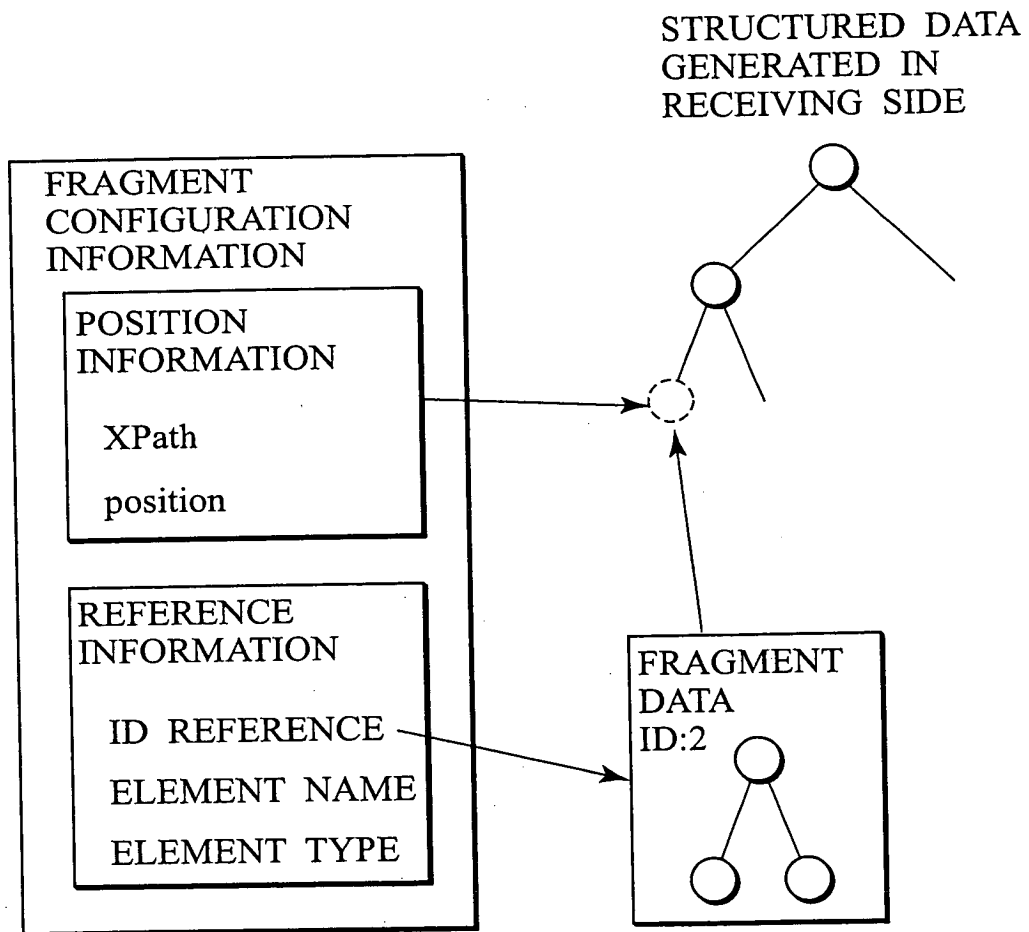 STRUCTURED DATA
GENERATED IN
RECEIVING SIDE
FRAGMENT
CONFIGURATION
INFORMATION
POSITION
INFORMATION
XPath
position
REFERENCE
INFORMATION
ID REFERENCE
ELEMENT NAME
ELEMENT TYPE
FRAGMENT
DATA
ID:2